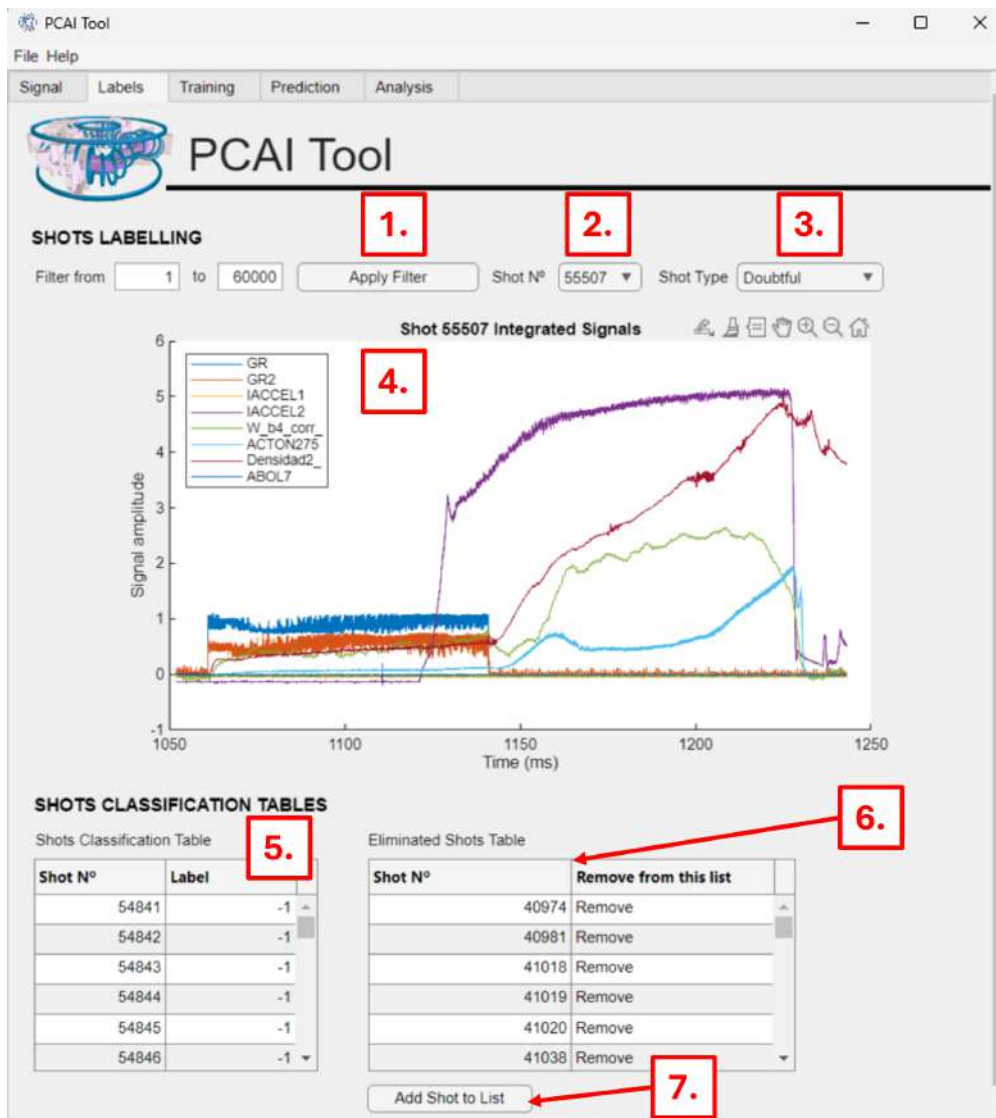 PCAI Tool
File Help
Signal Labels Training Prediction Analysis
PCAI Tool
1. 2. 3.
SHOTS LABELLING
Filter from 1 to 60000 Apply Filter Shot Nº 55507 Shot Type Doubtful
Shot 55507 Integrated Signals
4.
GR
GR2
IACCEL1
IACCEL2
W_b4_corr_
ACTON275
Densidad2_
ABOL7
6
5
4
3
2
1
0
-1
Signal amplitude
1050 1100 1150 1200 1250
Time (ms)
SHOTS CLASSIFICATION TABLES
6.
Shots Classification Table
5.
Eliminated Shots Table
Shot Nº Label Shot Nº Remove from this list
54841 -1 40974 Remove
54842 -1 40981 Remove
54843 -1 41018 Remove
54844 -1 41019 Remove
54845 -1 41020 Remove
54846 -1 41038 Remove
Add Shot to List
7.